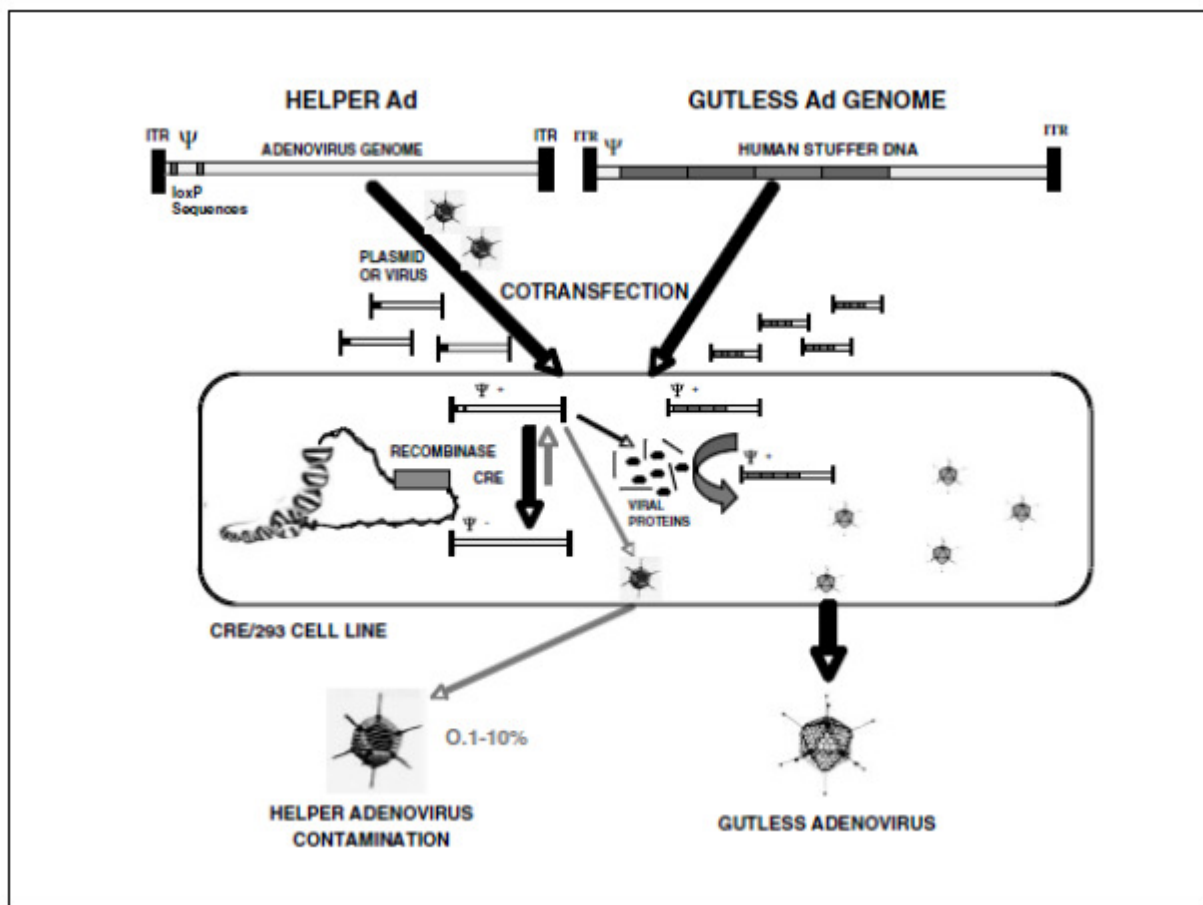 HELPER Ad
GUTLESS Ad GENOME
ITR Ψ
ITR
ITR
Ψ
ITR
ADENOVIRUS GENOME
HUMAN STUFFER DNA
loxP
Sequences
PLASMID
OR VIRUS
COTRANSFECTION
Ψ +
Ψ +
RECOMBINASE
CRE
Ψ +
VIRAL
PROTEINS
Ψ -
CRE/293 CELL LINE
O.1-10%
HELPER ADENOVIRUS
CONTAMINATION
GUTLESS ADENOVIRUS